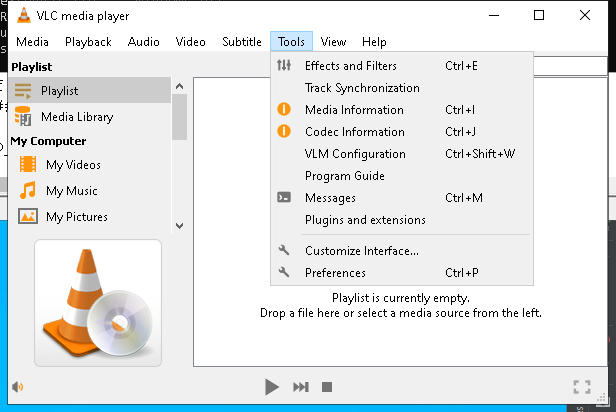 VLC media player
Media Playback Audio Video Subtitle Tools View Help
Playlist
Playlist
Media Library
My Computer
My Videos
My Music
My Pictures
Effects and Filters Ctrl+E
Track Synchronization
Media Information Ctrl+I
Codec Information Ctrl+J
VLM Configuration Ctrl+Shift+W
Program Guide
Messages Ctrl+M
Plugins and extensions
Customize Interface...
Preferences Ctrl+P
Playlist is currently empty.
Drop a file here or select a media source from the left.